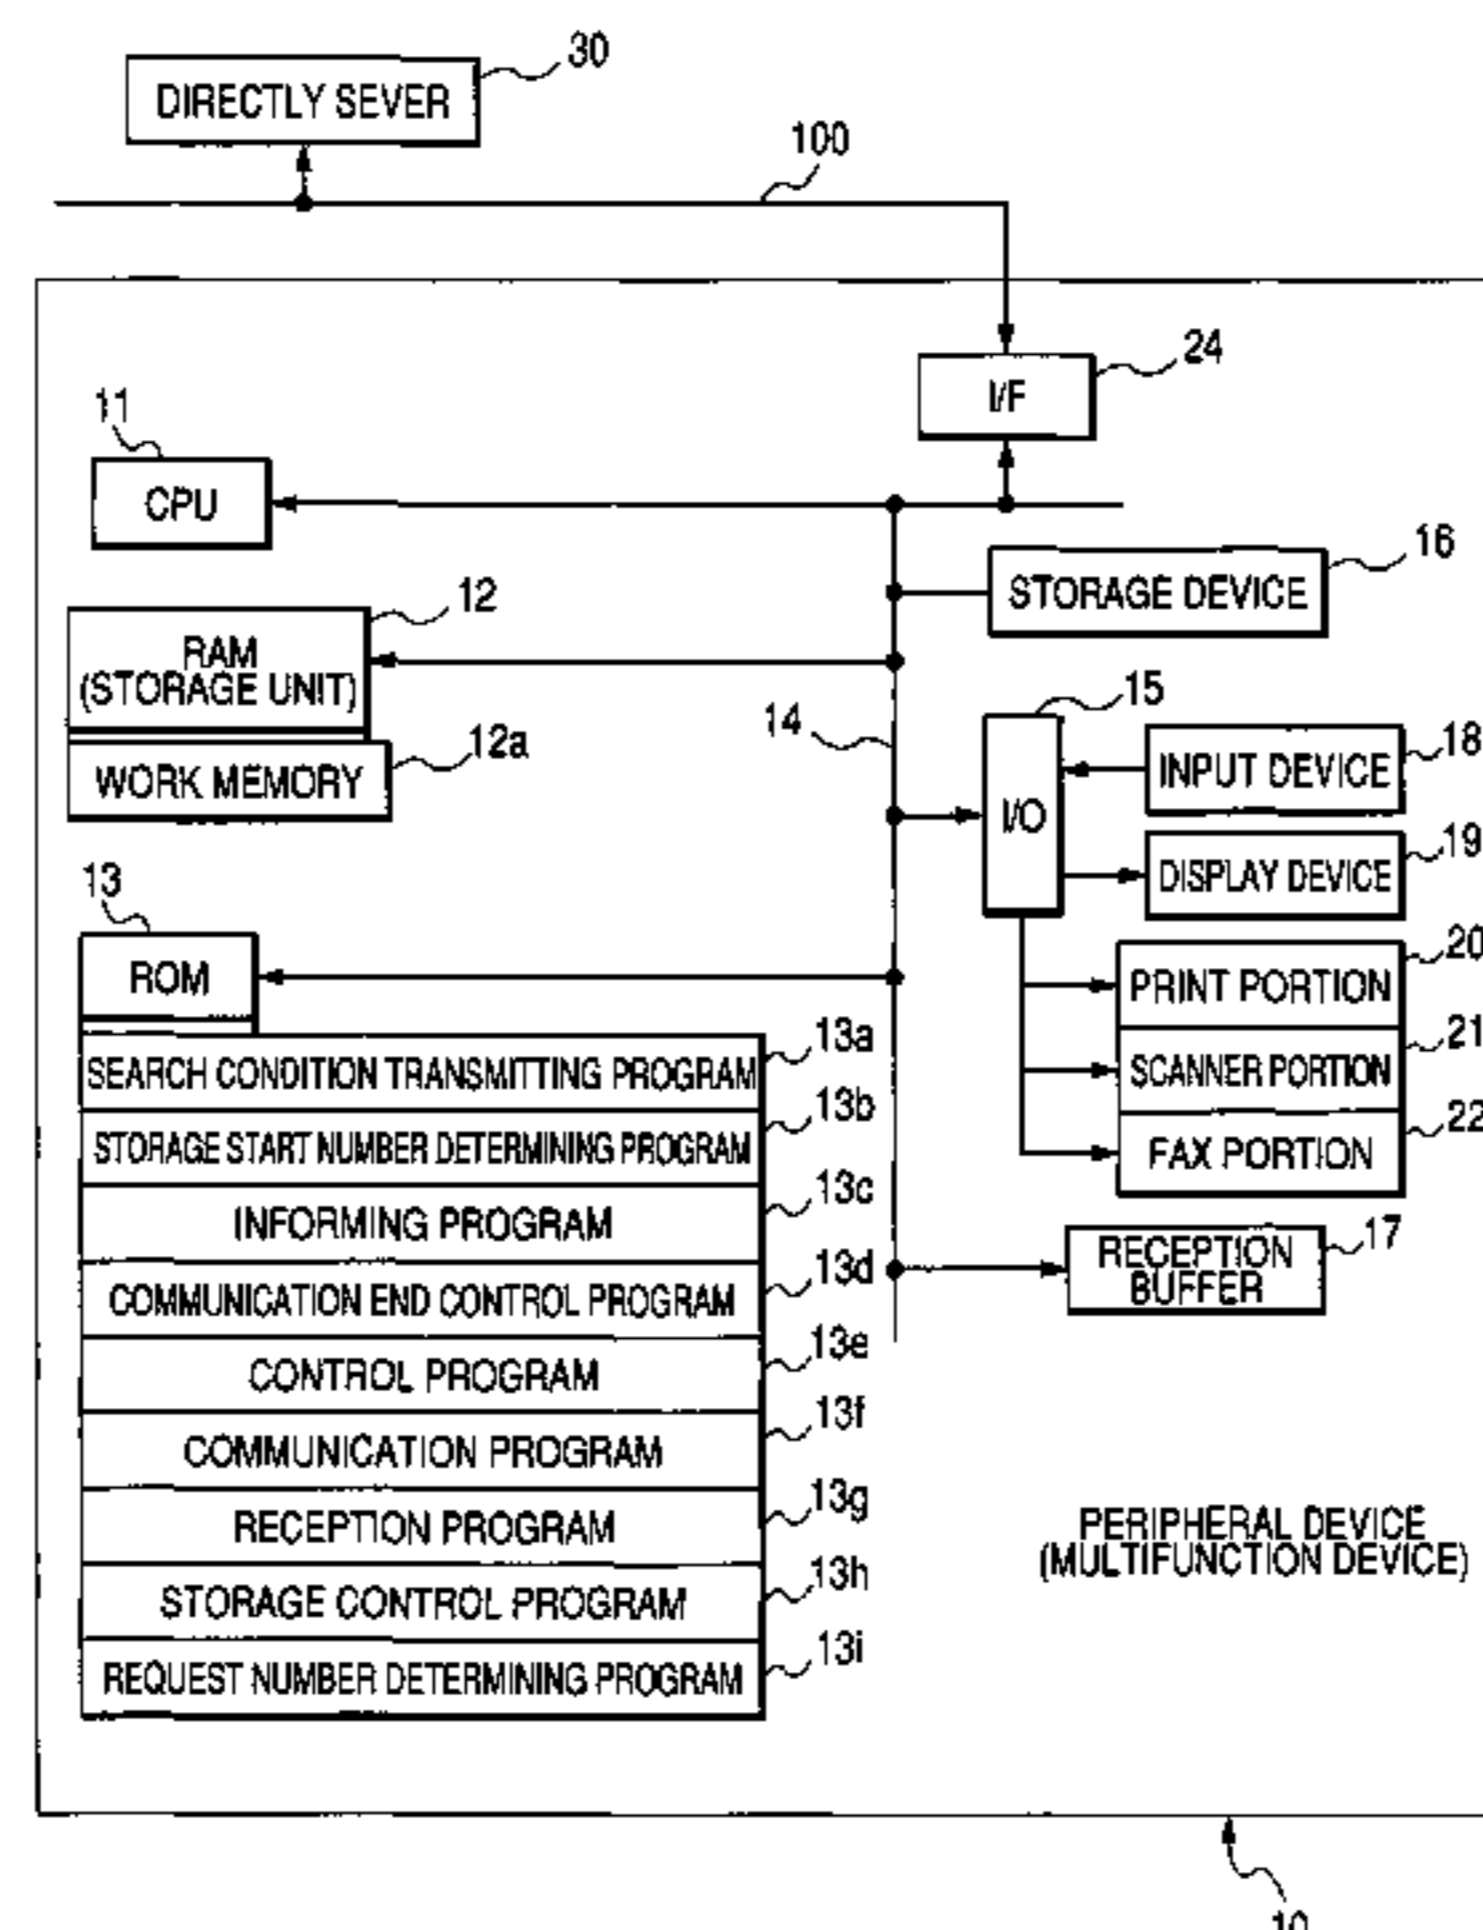 30
DIRECTLY SEVER
100
24
I/F
11
CPU
16
STORAGE DEVICE
12
RAM
(STORAGE UNIT)
12a
WORK MEMORY
14
15
I/O
18
INPUT DEVICE
19
DISPLAY DEVICE
13
ROM
20
PRINT PORTION
21
SCANNER PORTION
22
FAX PORTION
13a
SEARCH CONDITION TRANSMITTING PROGRAM
13b
STORAGE START NUMBER DETERMINING PROGRAM
13c
INFORMING PROGRAM
17
RECEPTION
BUFFER
13d
COMMUNICATION END CONTROL PROGRAM
13e
CONTROL PROGRAM
13f
COMMUNICATION PROGRAM
13g
RECEPTION PROGRAM
13h
STORAGE CONTROL PROGRAM
13i
REQUEST NUMBER DETERMINING PROGRAM
PERIPHERAL DEVICE
(MULTIFUNCTION DEVICE)
10